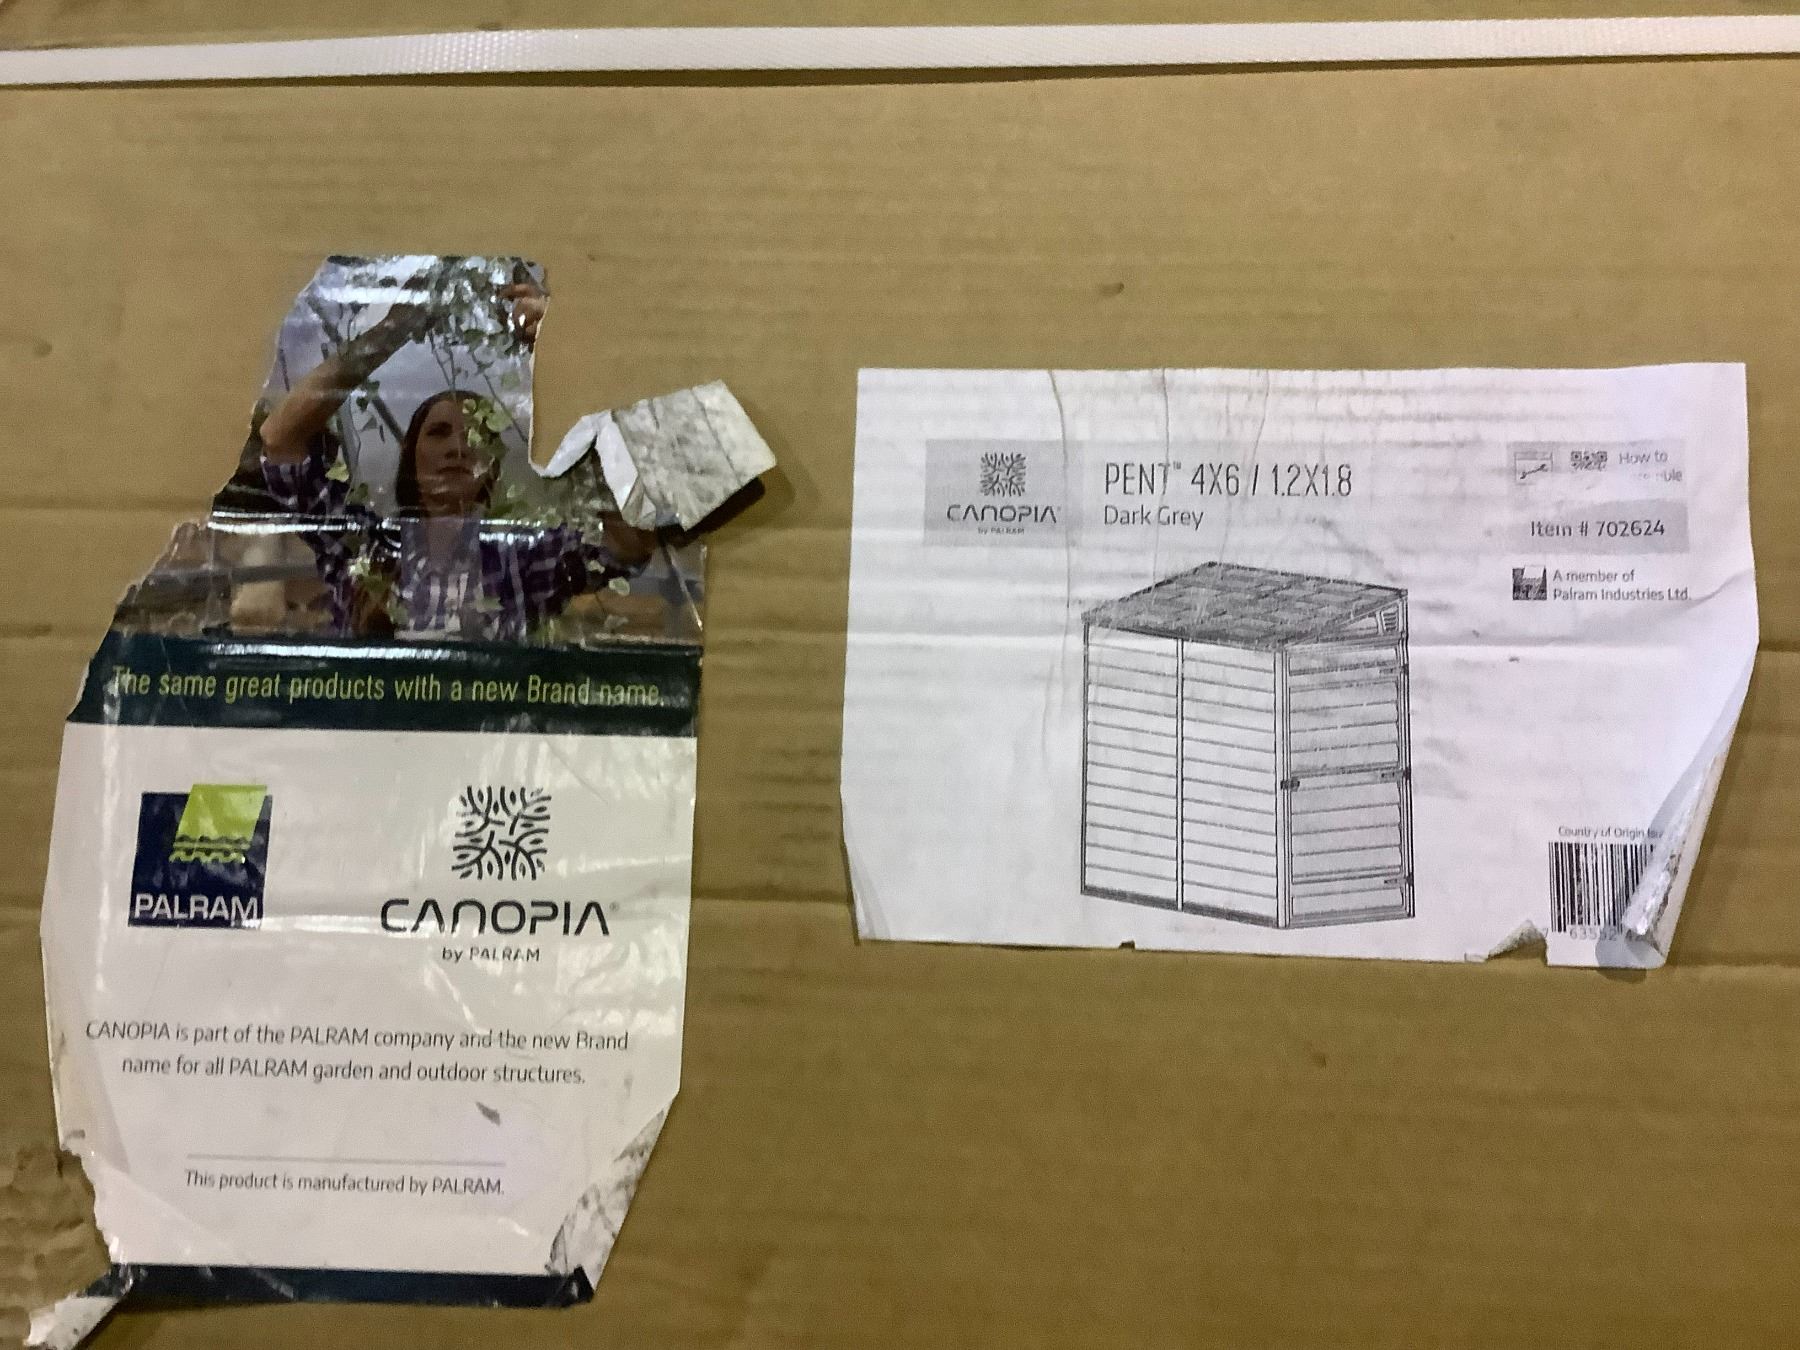 The same great products with a new Brand name.
PALRAM
CANOPIA®
by PALRAM
CANOPIA is part of the PALRAM company and the new Brand
name for all PALRAM garden and outdoor structures.
This product is manufactured by PALRAM.
CANOPIA
by PALRAM
PENT™ 4X6 / 1.2X1.8
Dark Grey
How to
Item # 702624
A member of
Palram Industries Ltd.
Country of Origin